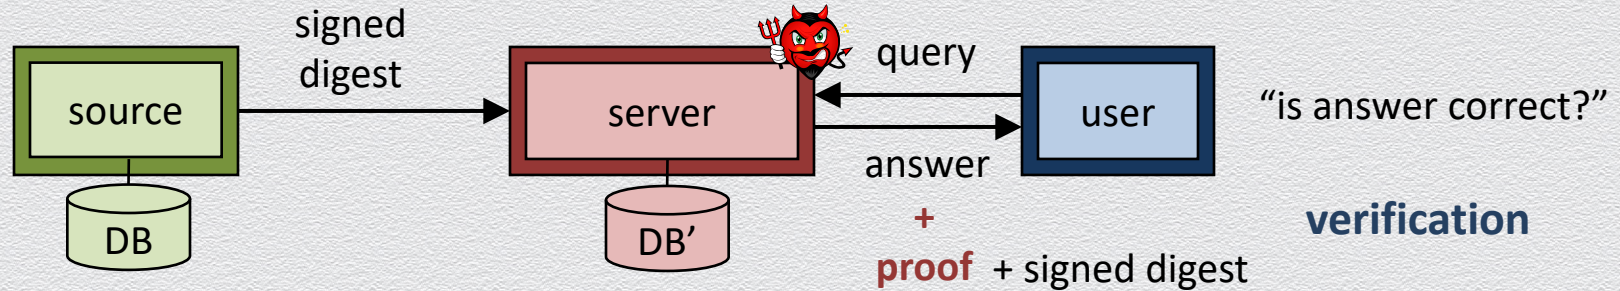 signed
digest
source
server
query
user
“is answer correct?”
answer
DB
DB’
+
verification
proof + signed digest